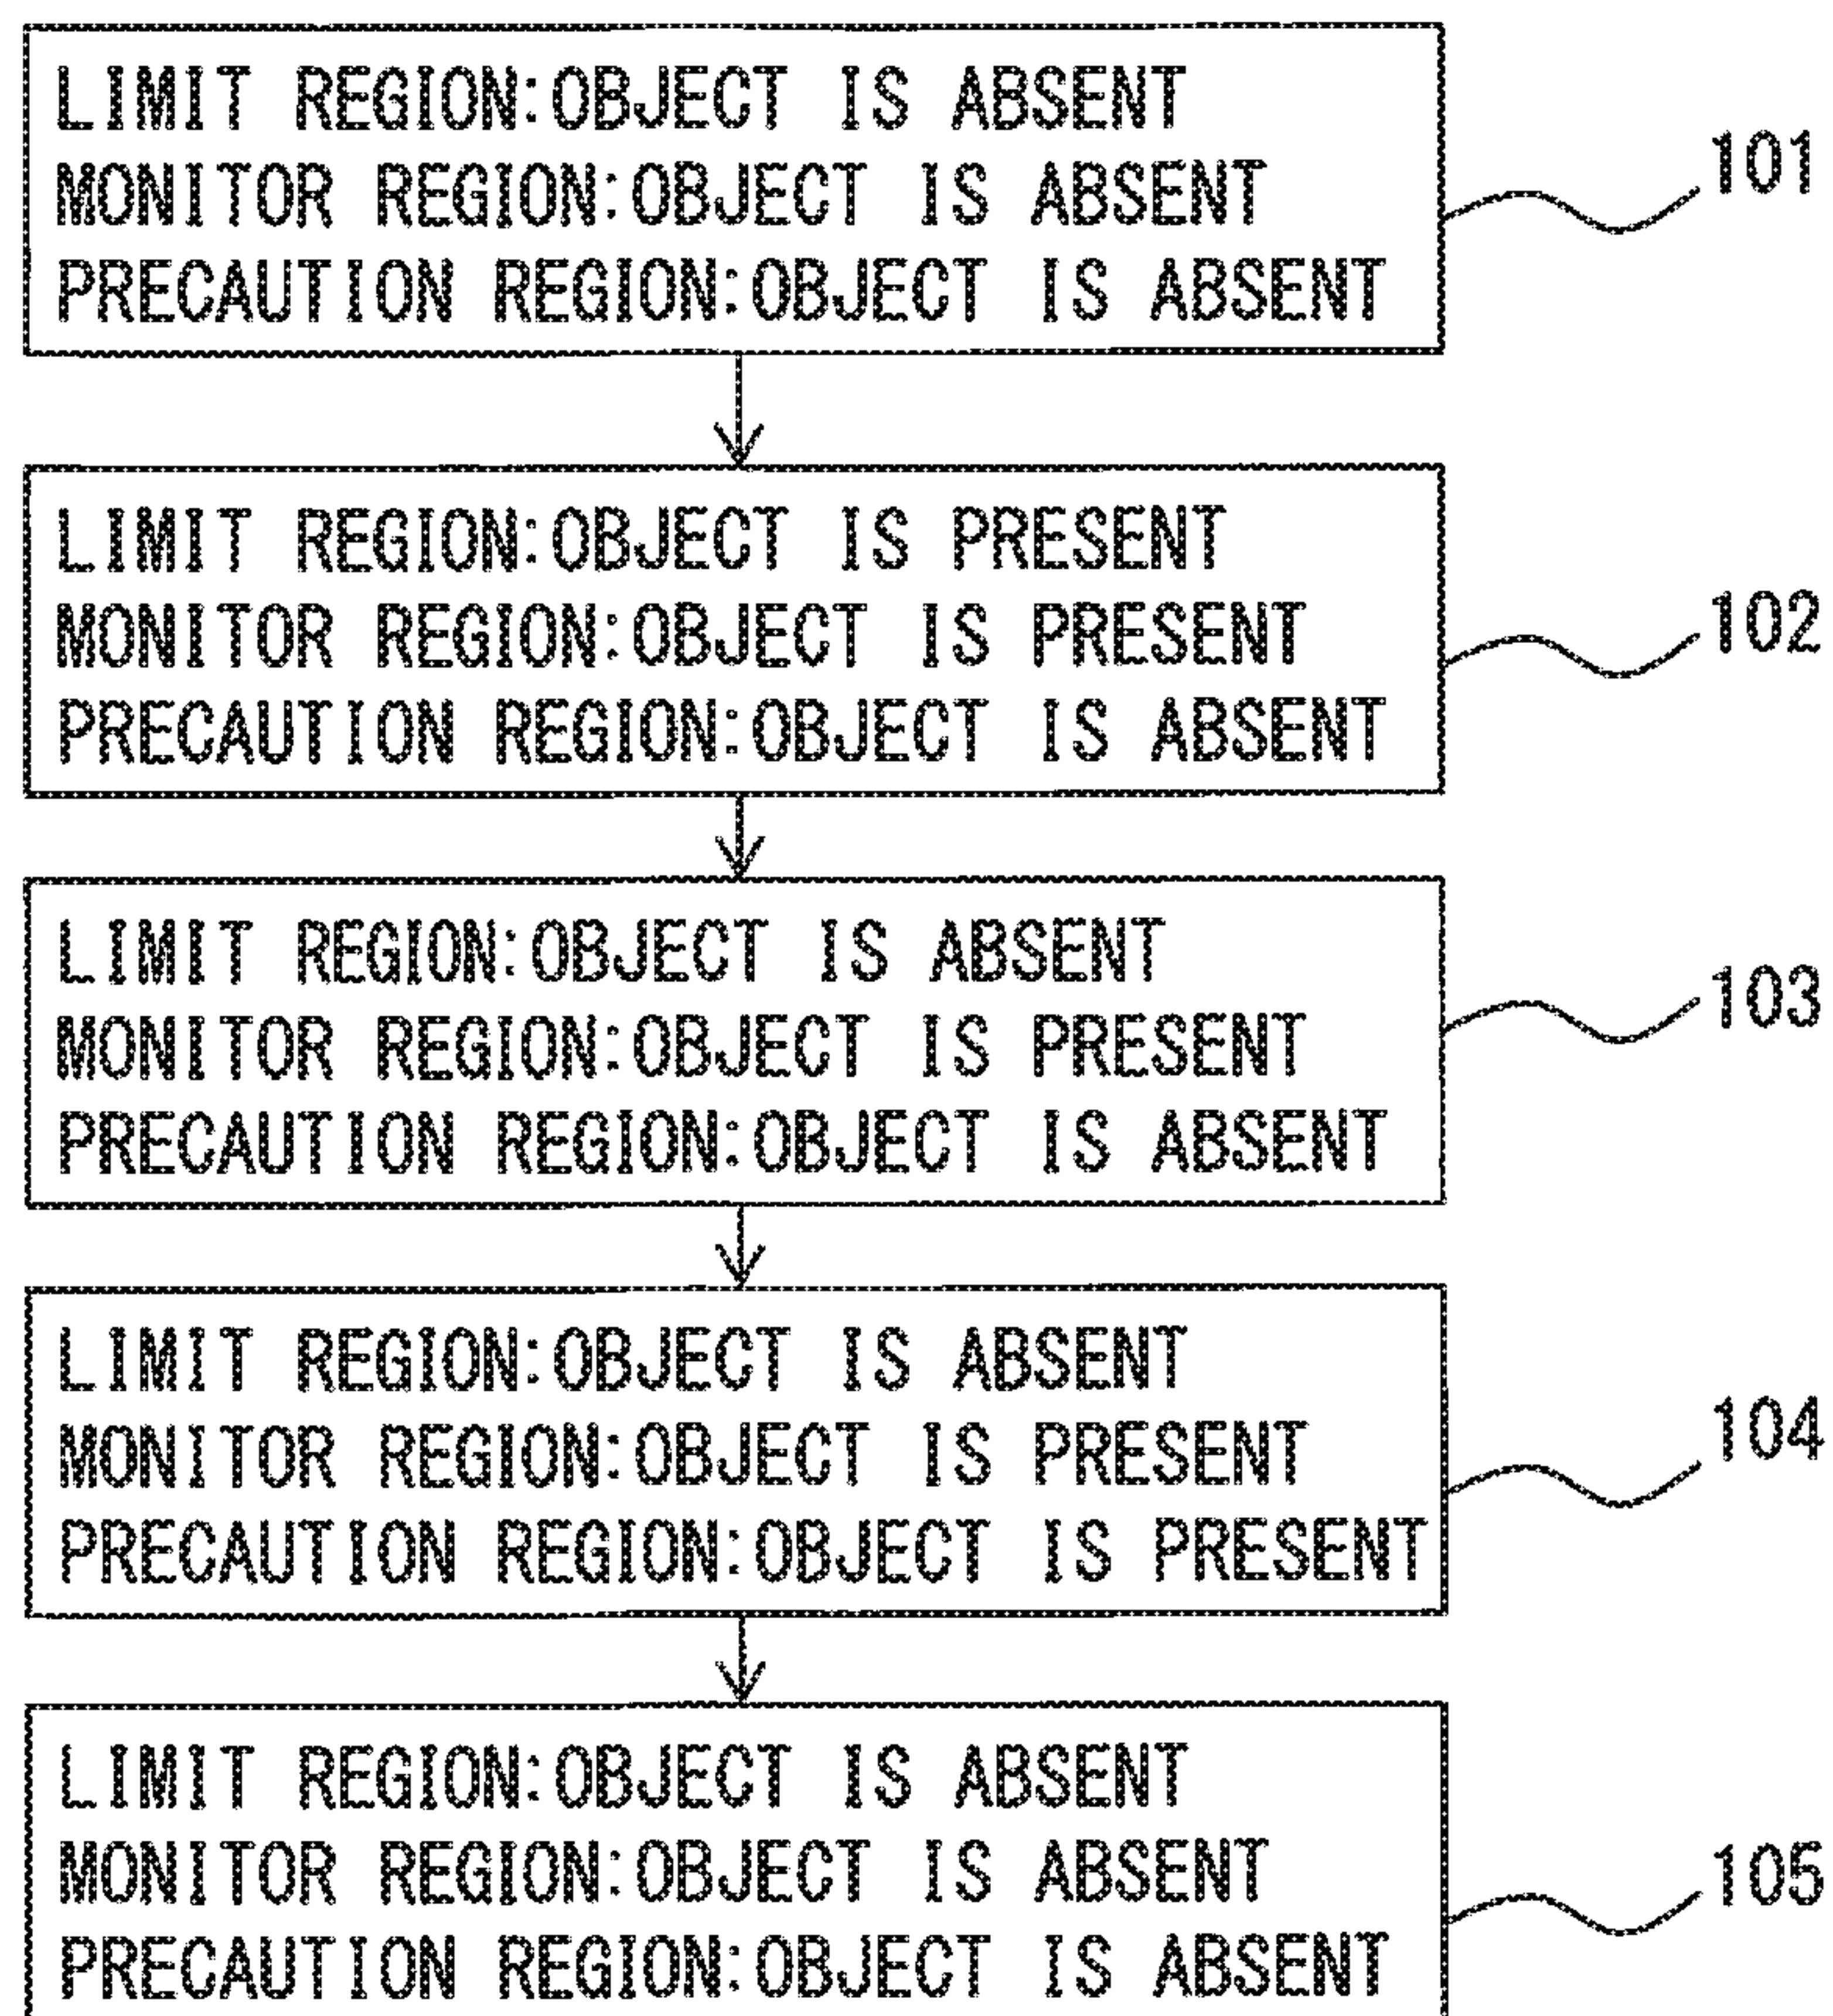 LIMIT REGION:OBJECT IS ABSENT
MONITOR REGION:OBJECT IS ABSENT
PRECAUTION REGION:OBJECT IS ABSENT
101
LIMIT REGION:OBJECT IS PRESENT
MONITOR REGION:OBJECT IS PRESENT
PRECAUTION REGION:OBJECT IS ABSENT
102
LIMIT REGION:OBJECT IS ABSENT
MONITOR REGION:OBJECT IS PRESENT
PRECAUTION REGION:OBJECT IS ABSENT
103
LIMIT REGION:OBJECT IS ABSENT
MONITOR REGION:OBJECT IS PRESENT
PRECAUTION REGION:OBJECT IS PRESENT
104
LIMIT REGION:OBJECT IS ABSENT
MONITOR REGION:OBJECT IS ABSENT
PRECAUTION REGION:OBJECT IS ABSENT
105